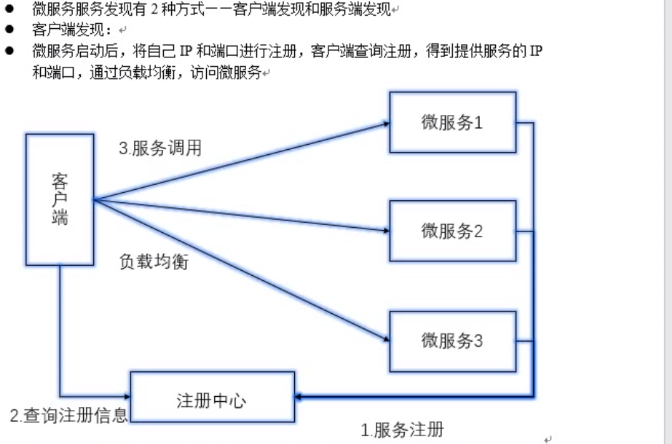 微服务服务发现有 2 种方式——客户端发现和服务端发现
客户端发现：
微服务启动后，将自己 IP 和端口进行注册，客户端查询注册，得到提供服务的 IP
和端口，通过负载均衡，访问微服务
微服务1
3.服务调用
客户端
微服务2
负载均衡
微服务3
注册中心
2.查询注册信息
1.服务注册